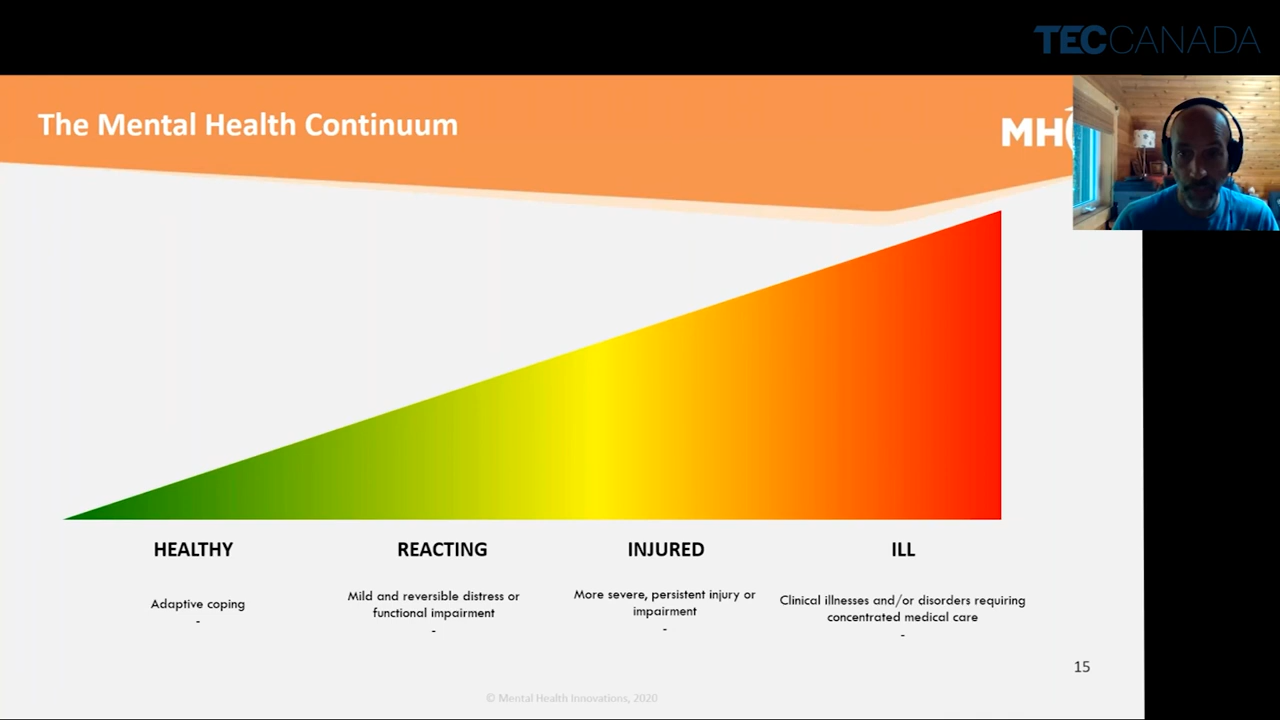 TECCANADA
The Mental Health Continuum
MH
HEALTHY
REACTING
INJURED
ILL
Adaptive coping
-
Mild and reversible distress or
functional impairment
-
More severe, persistent injury or
impairment
-
Clinical illnesses and/or disorders requiring
concentrated medical care
-
15
© Mental Health Innovations, 2020